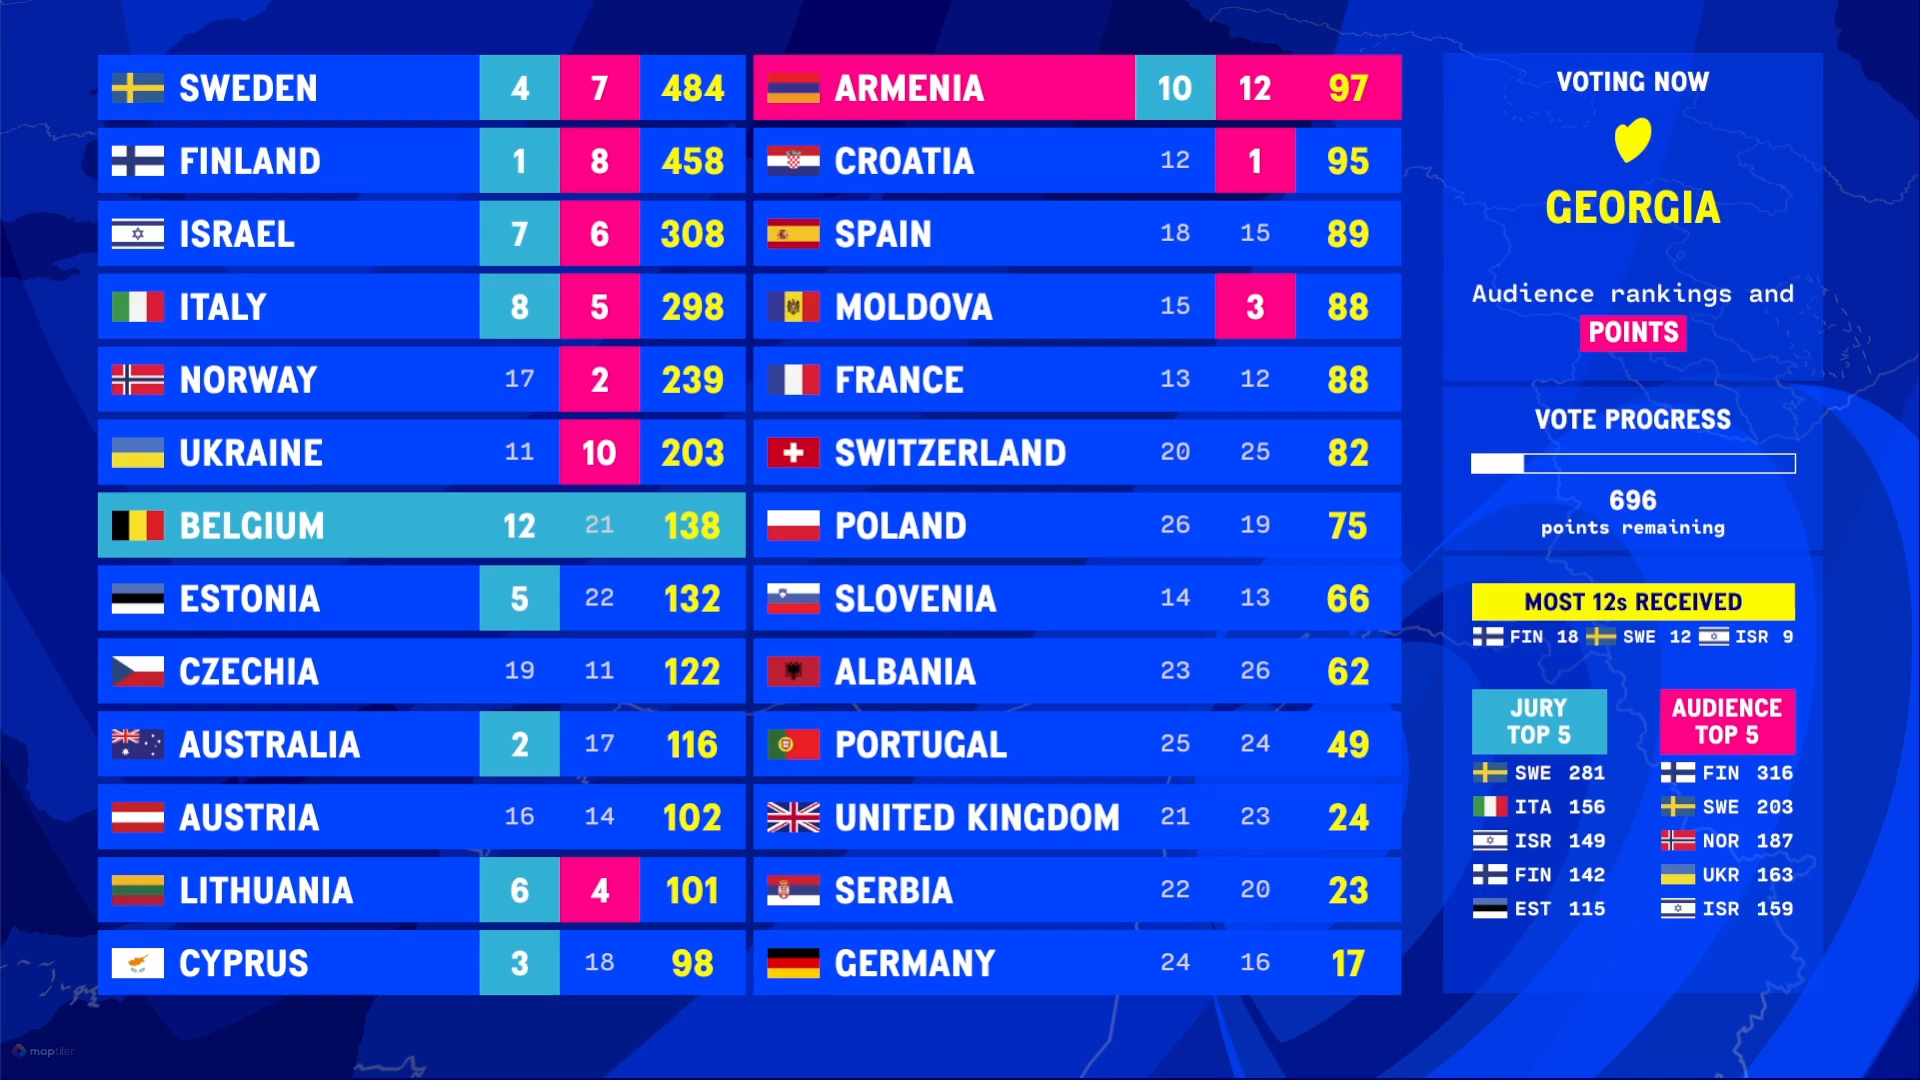 SWEDEN 4 7 484
FINLAND 1 8 458
ISRAEL 7 6 308
ITALY 8 5 298
NORWAY 17 2 239
UKRAINE 11 10 203
BELGIUM 12 21 138
ESTONIA 5 22 132
CZECHIA 19 11 122
AUSTRALIA 2 17 116
AUSTRIA 16 14 102
LITHUANIA 6 4 101
CYPRUS 3 18 98
ARMENIA 10 12 97
CROATIA 12 1 95
SPAIN 18 15 89
MOLDOVA 15 3 88
FRANCE 13 12 88
SWITZERLAND 20 25 82
POLAND 26 19 75
SLOVENIA 14 13 66
ALBANIA 23 26 62
PORTUGAL 25 24 49
UNITED KINGDOM 21 23 24
SERBIA 22 20 23
GERMANY 24 16 17
VOTING NOW
GEORGIA
Audience rankings and
POINTS
VOTE PROGRESS
696
points remaining
MOST 12s RECEIVED
FIN 18 SWE 12 ISR 9
JURY
TOP 5
SWE 281
ITA 156
ISR 149
FIN 142
EST 115
AUDIENCE
TOP 5
FIN 316
SWE 203
NOR 187
UKR 163
ISR 159
maptiler